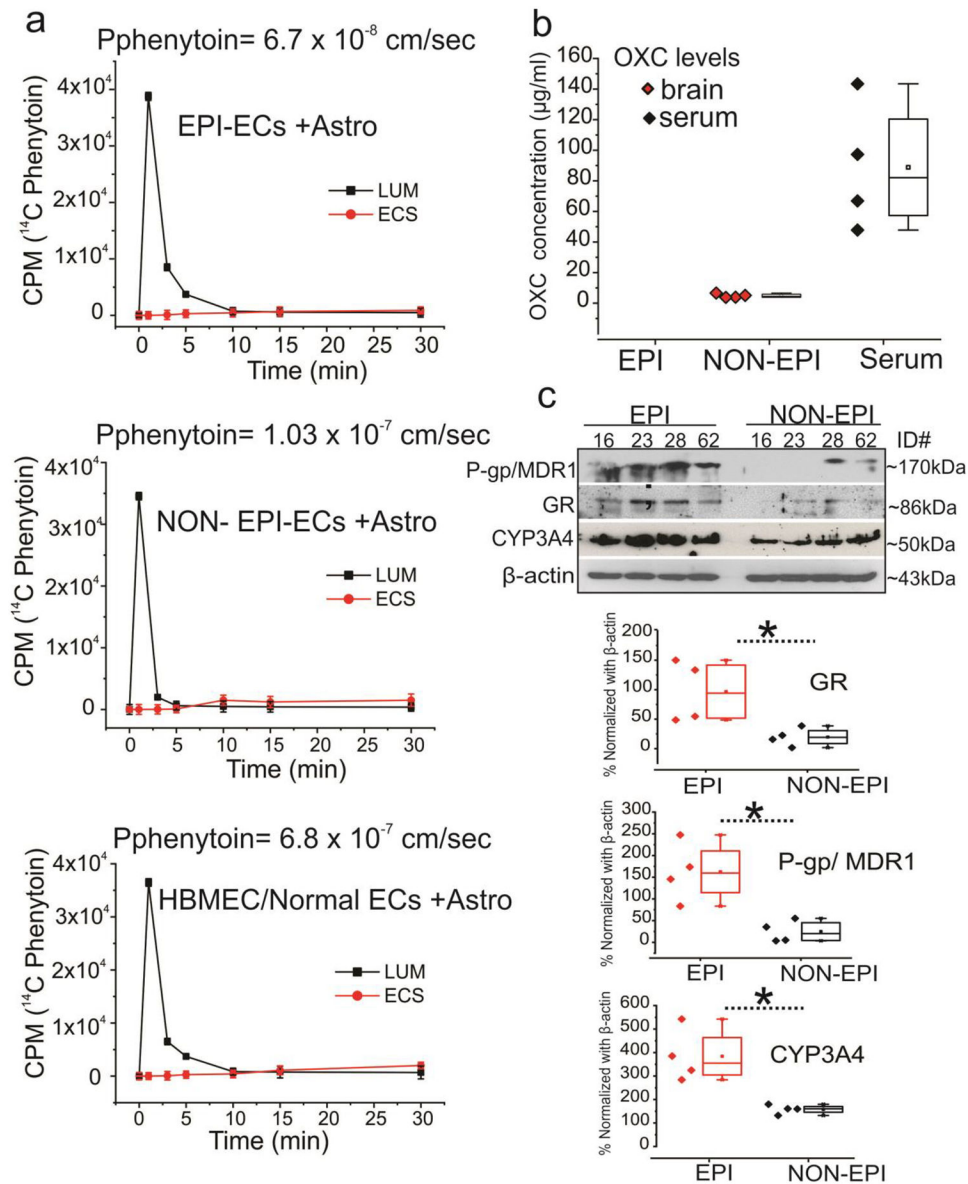 a
Pphenytoin= 6.7 x 10⁻⁸ cm/sec
CPM (¹⁴C Phenytoin)
4x10⁴
4x10⁴
2x10⁴
1x10⁴
0
EPI-ECs +Astro
LUM
ECS
0 5 10 15 20 25 30
Time (min)
Pphenytoin= 1.03 x 10⁻⁷ cm/sec
CPM (¹⁴C Phenytoin)
4x10⁴
4x10⁴
2x10⁴
1x10⁴
0
NON- EPI-ECs +Astro
LUM
ECS
0 5 10 15 20 25 30
Time (min)
Pphenytoin= 6.8 x 10⁻⁷ cm/sec
CPM (¹⁴C Phenytoin)
4x10⁴
4x10⁴
2x10⁴
1x10⁴
0
HBMEC/Normal ECs +Astro
LUM
ECS
0 5 10 15 20 25 30
Time (min)
b
OXC concentration (µg/ml)
160
140
120
100
80
60
40
20
0
OXC levels
brain
serum
EPI NON-EPI Serum
c
EPI NON-EPI
16 23 28 62 16 23 28 62 ID#
P-gp/MDR1 ~170kDa
GR ~86kDa
CYP3A4 ~50kDa
β-actin ~43kDa
% Normalized with β-actin
200
150
100
50
0
*
GR
EPI NON-EPI
% Normalized with β-actin
300
250
200
150
100
50
0
*
P-gp/ MDR1
EPI NON-EPI
% Normalized with β-actin
600
500
400
300
200
100
0
*
CYP3A4
EPI NON-EPI